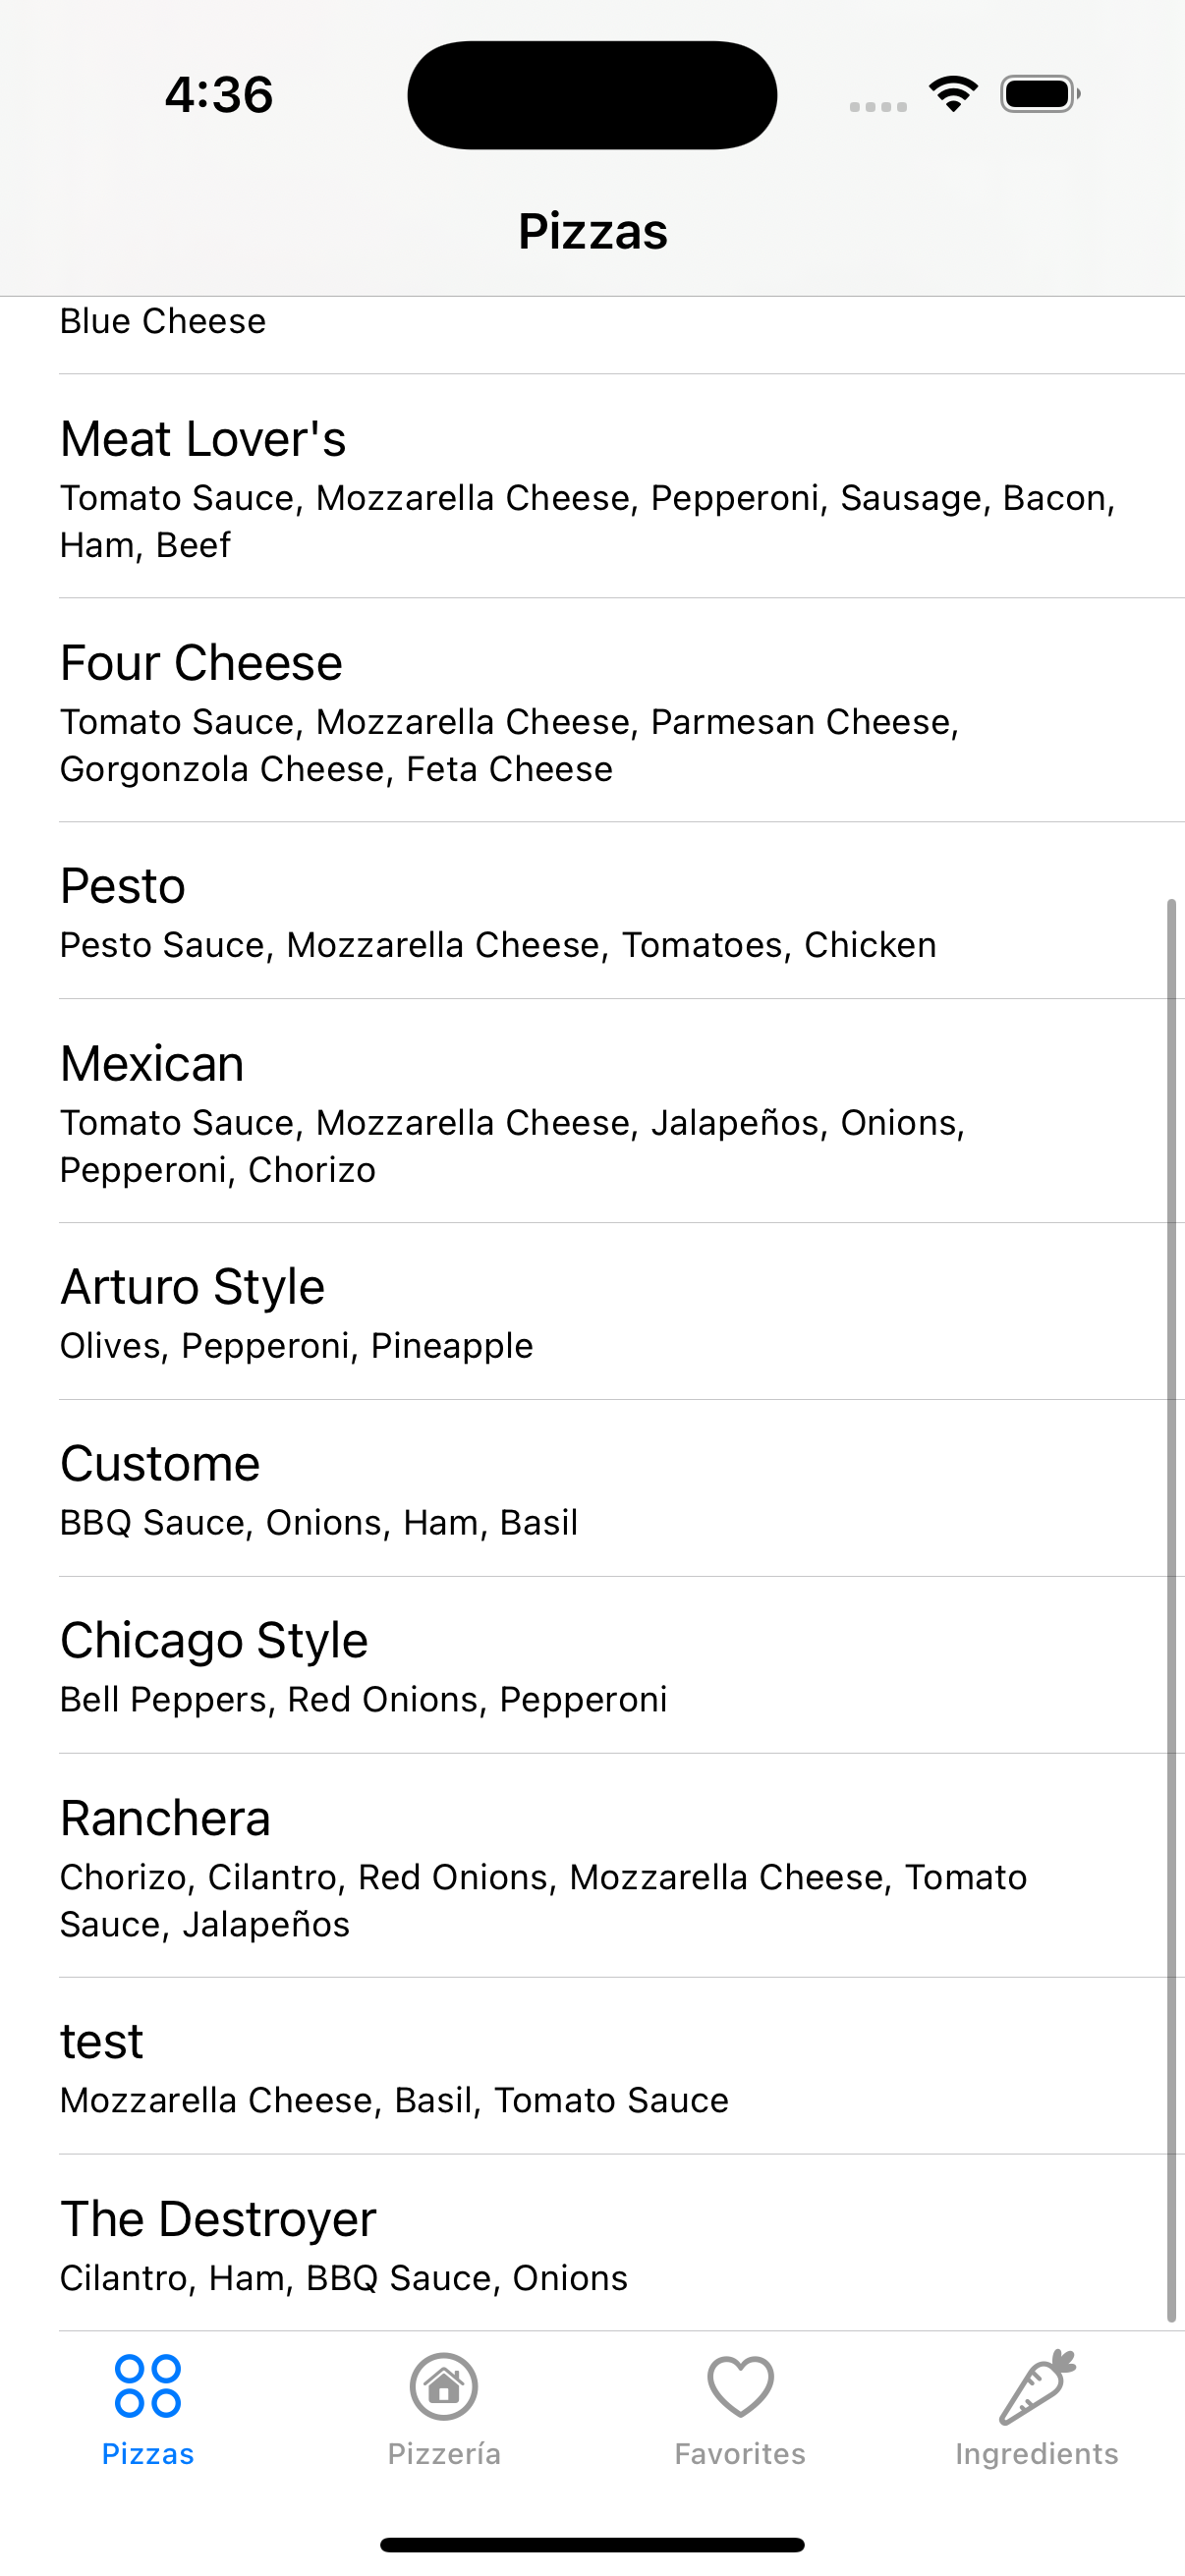 4:36
Pizzas
Blue Cheese
Meat Lover's
Tomato Sauce, Mozzarella Cheese, Pepperoni, Sausage, Bacon,
Ham, Beef
Four Cheese
Tomato Sauce, Mozzarella Cheese, Parmesan Cheese,
Gorgonzola Cheese, Feta Cheese
Pesto
Pesto Sauce, Mozzarella Cheese, Tomatoes, Chicken
Mexican
Tomato Sauce, Mozzarella Cheese, Jalapeños, Onions,
Pepperoni, Chorizo
Arturo Style
Olives, Pepperoni, Pineapple
Custome
BBQ Sauce, Onions, Ham, Basil
Chicago Style
Bell Peppers, Red Onions, Pepperoni
Ranchera
Chorizo, Cilantro, Red Onions, Mozzarella Cheese, Tomato
Sauce, Jalapeños
test
Mozzarella Cheese, Basil, Tomato Sauce
The Destroyer
Cilantro, Ham, BBQ Sauce, Onions
Pizzas
Pizzería
Favorites
Ingredients